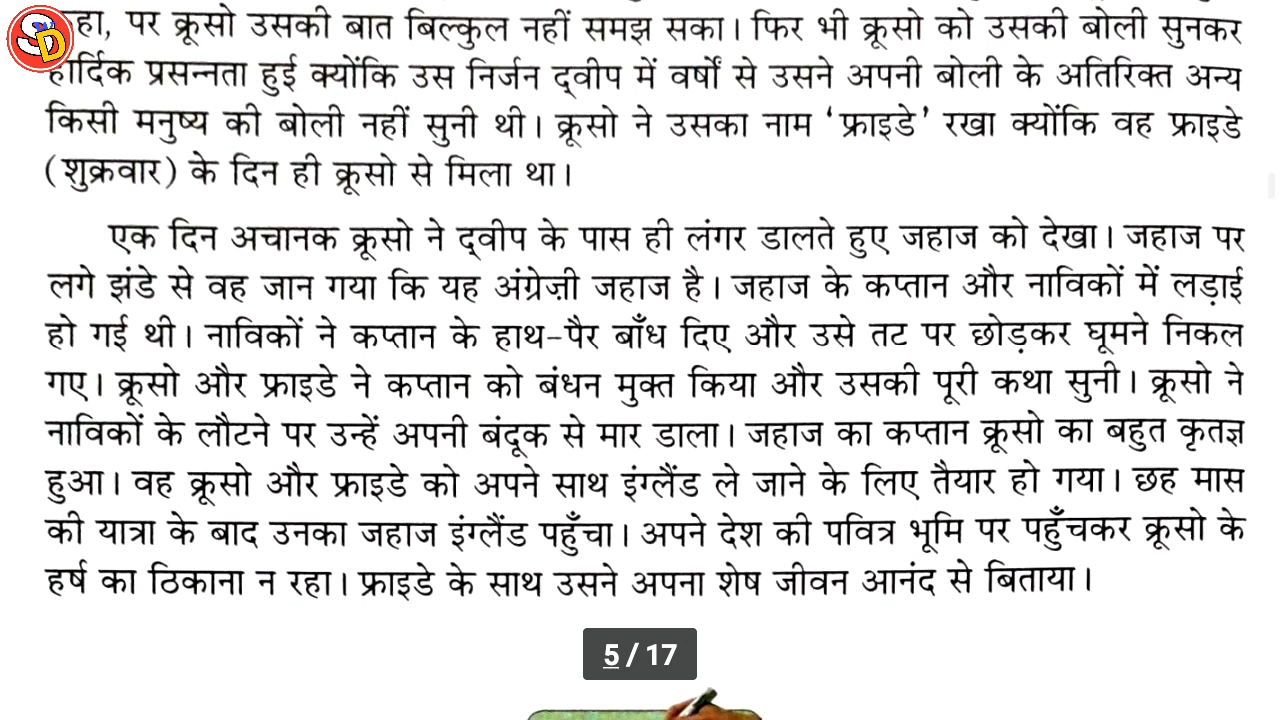 पर क्रूसो उसकी बात बिल्कुल नहीं समझ सका। फिर भी क्रूसो को उसकी बोली सुनकर
हार्दिक प्रसन्नता हुई क्योंकि उस निर्जन द्वीप में वर्षों से उसने अपनी बोली के अतिरिक्त अन्य
किसी मनुष्य की बोली नहीं सुनी थी। क्रूसो ने उसका नाम ‘फ्राइडे’ रखा क्योंकि वह फ्राइडे
(शुक्रवार) के दिन ही क्रूसो से मिला था।
एक दिन अचानक क्रूसो ने द्वीप के पास ही लंगर डालते हुए जहाज को देखा। जहाज पर
लगे झंडे से वह जान गया कि यह अंग्रेज़ी जहाज है। जहाज के कप्तान और नाविकों में लड़ाई
हो गई थी। नाविकों ने कप्तान के हाथ-पैर बाँध दिए और उसे तट पर छोड़कर घूमने निकल
गए। क्रूसो और फ्राइडे ने कप्तान को बंधन मुक्त किया और उसकी पूरी कथा सुनी। क्रूसो ने
नाविकों के लौटने पर उन्हें अपनी बंदूक से मार डाला। जहाज का कप्तान क्रूसो का बहुत कृतज्ञ
हुआ। वह क्रूसो और फ्राइडे को अपने साथ इंग्लैंड ले जाने के लिए तैयार हो गया। छह मास
की यात्रा के बाद उनका जहाज इंग्लैंड पहुँचा। अपने देश की पवित्र भूमि पर पहुँचकर क्रूसो के
हर्ष का ठिकाना न रहा। फ्राइडे के साथ उसने अपना शेष जीवन आनंद से बिताया।
5 / 17